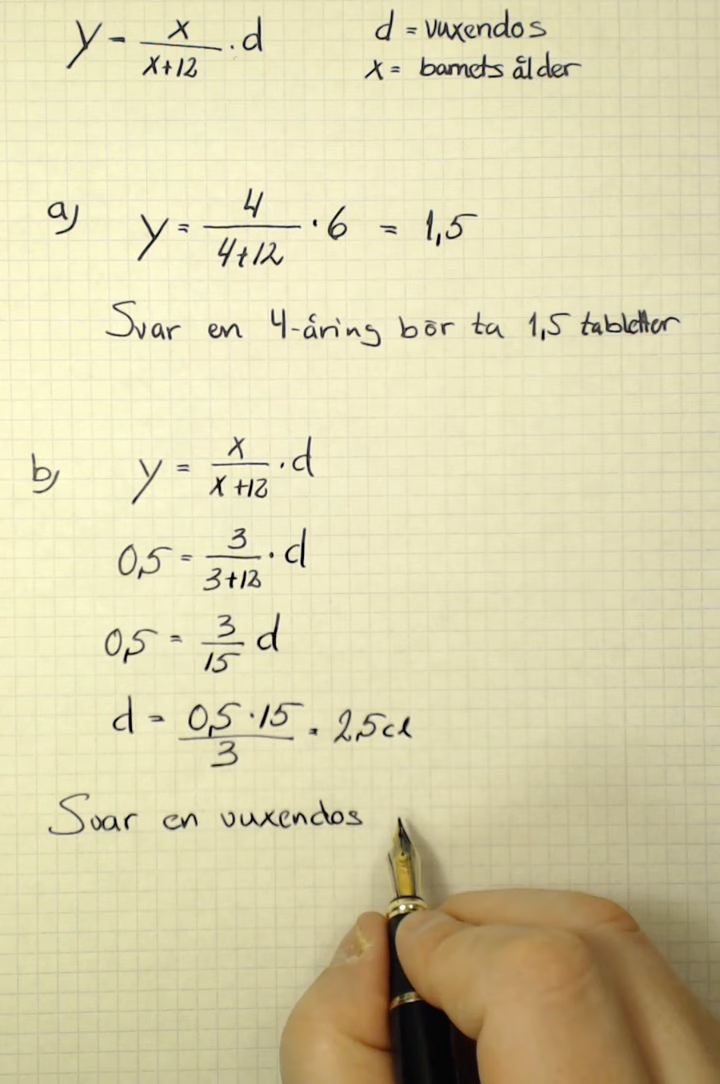 y = x/(x+12) · d
d = vuxendos
x = barnets ålder
a) y = 4/(4+12) · 6 = 1,5
Svar en 4-åring bör ta 1,5 tabletter
b) y = x/(x+12) · d
0,5 = 3/(3+12) · d
0,5 = 3/15 d
d = 0,5·15/3 = 2,5cl
Svar en vuxendos